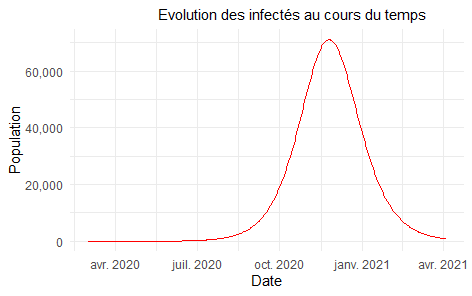 Evolution des infectés au cours du temps
Population
60,000
40,000
20,000
0
avr. 2020 juil. 2020 oct. 2020 janv. 2021 avr. 2021
Date